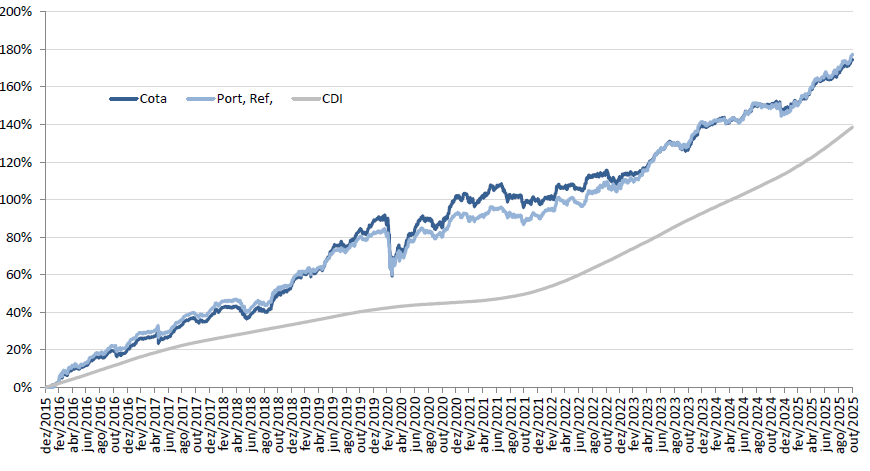 200%
180%
160%
140%
120%
100%
80%
60%
40%
20%
0%
Cota Port, Ref, CDI
dez/2015
fev/2016
abr/2016
jun/2016
ago/2016
out/2016
dez/2016
fev/2017
abr/2017
jun/2017
ago/2017
out/2017
dez/2017
fev/2018
abr/2018
jun/2018
ago/2018
out/2018
dez/2018
fev/2019
abr/2019
jun/2019
ago/2019
out/2019
dez/2019
fev/2020
abr/2020
jun/2020
ago/2020
out/2020
dez/2020
fev/2021
abr/2021
jun/2021
ago/2021
out/2021
dez/2021
fev/2022
abr/2022
jun/2022
ago/2022
out/2022
dez/2022
fev/2023
abr/2023
jun/2023
ago/2023
out/2023
dez/2023
fev/2024
abr/2024
jun/2024
ago/2024
out/2024
dez/2024
fev/2025
abr/2025
jun/2025
ago/2025
out/2025